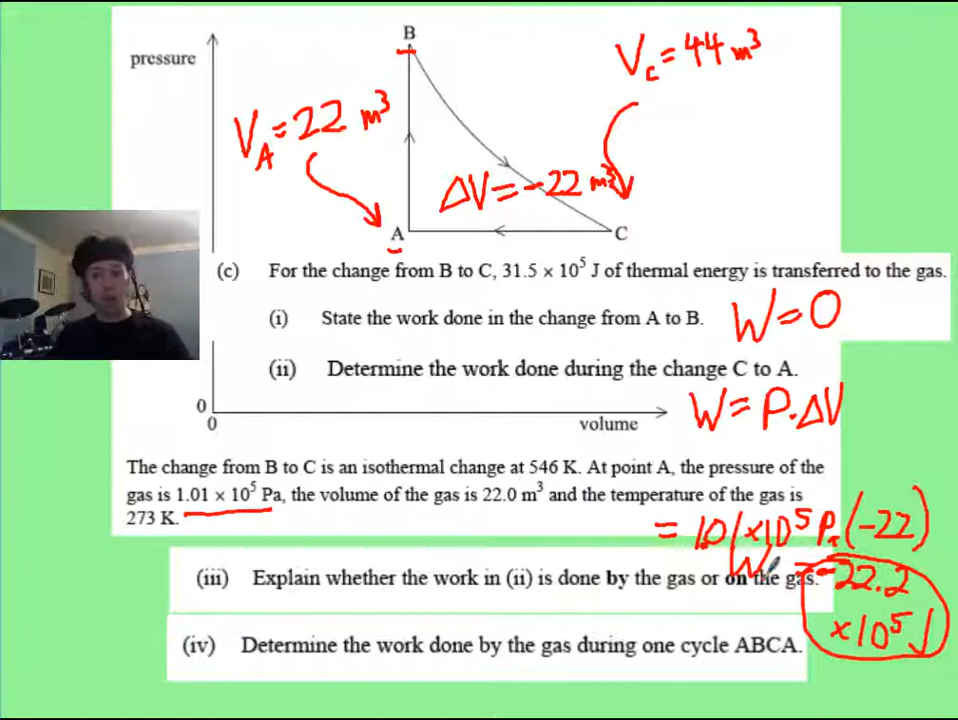 B
pressure
V_C = 44 m³
V_A = 22 m³
ΔV = -22 m³
A
C
(c) For the change from B to C, 31.5 × 10⁵ J of thermal energy is transferred to the gas.
(i) State the work done in the change from A to B.
W = 0
(ii) Determine the work done during the change C to A.
W = P·ΔV
0
0
volume
The change from B to C is an isothermal change at 546 K. At point A, the pressure of the
gas is 1.01 × 10⁵ Pa, the volume of the gas is 22.0 m³ and the temperature of the gas is
273 K.
= 1.01 × 10⁵ Pa (-22)
(iii) Explain whether the work in (ii) is done by the gas or on the gas.
W = -22.2
× 10⁵ J
(iv) Determine the work done by the gas during one cycle ABCA.